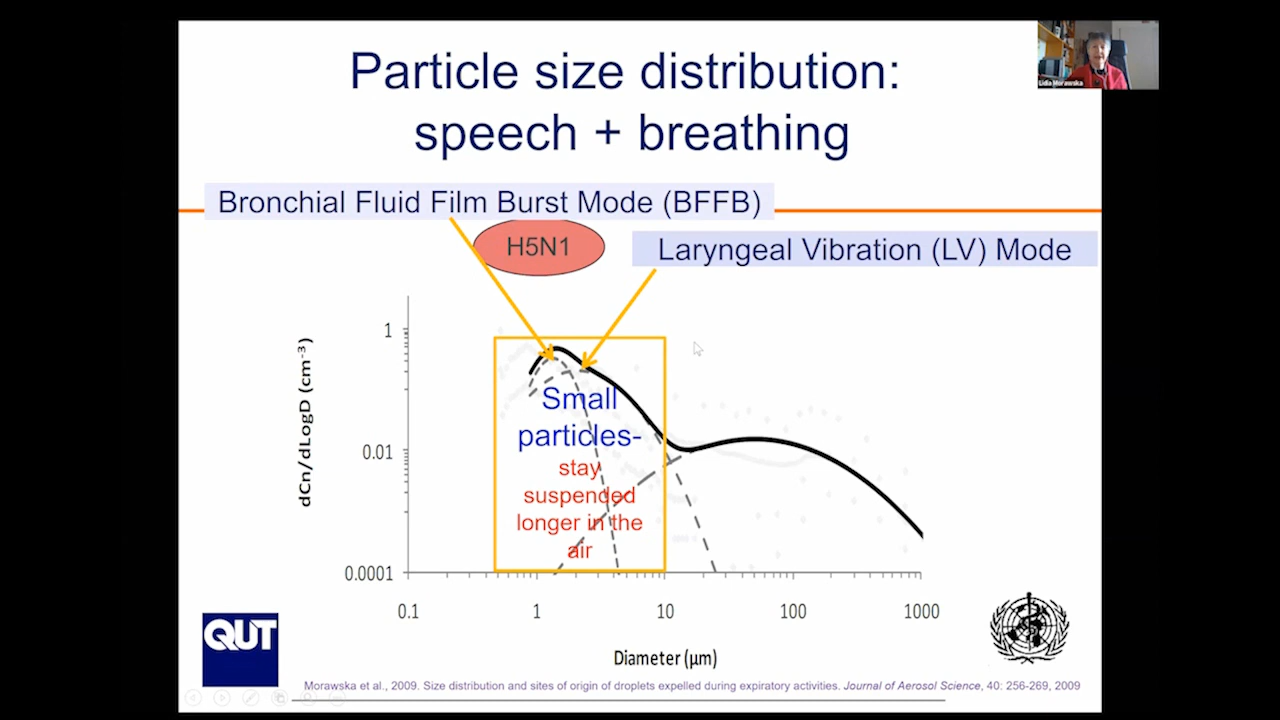 Particle size distribution:
speech + breathing
Lidia Morawska
Bronchial Fluid Film Burst Mode (BFFB)
H5N1
Laryngeal Vibration (LV) Mode
dCn/dLogD (cm⁻³)
1
0.01
0.0001
Small
particles-
stay
suspended
longer in the
air
0.1 1 10 100 1000
Diameter (µm)
QUT
Morawska et al., 2009. Size distribution and sites of origin of droplets expelled during expiratory activities. Journal of Aerosol Science, 40: 256-269, 2009